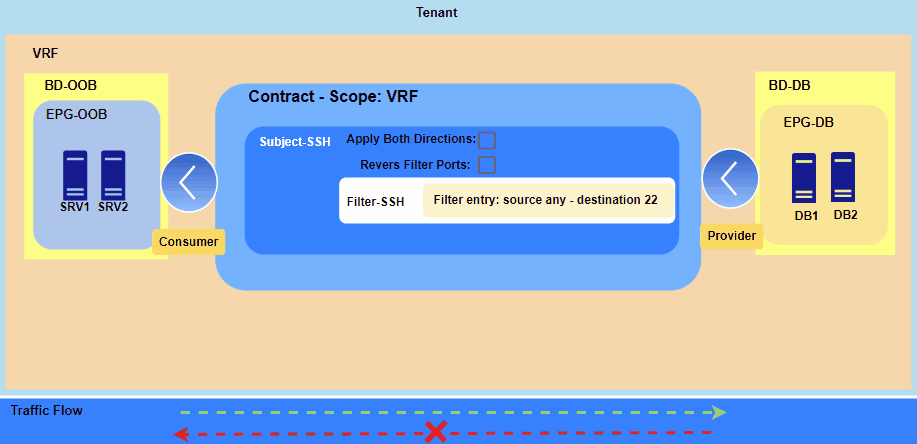 Tenant
VRF
BD-OOB
EPG-OOB
SRV1 SRV2
Consumer
Contract - Scope: VRF
Subject-SSH
Apply Both Directions:
Revers Filter Ports:
Filter-SSH
Filter entry: source any - destination 22
BD-DB
EPG-DB
DB1 DB2
Provider
Traffic Flow